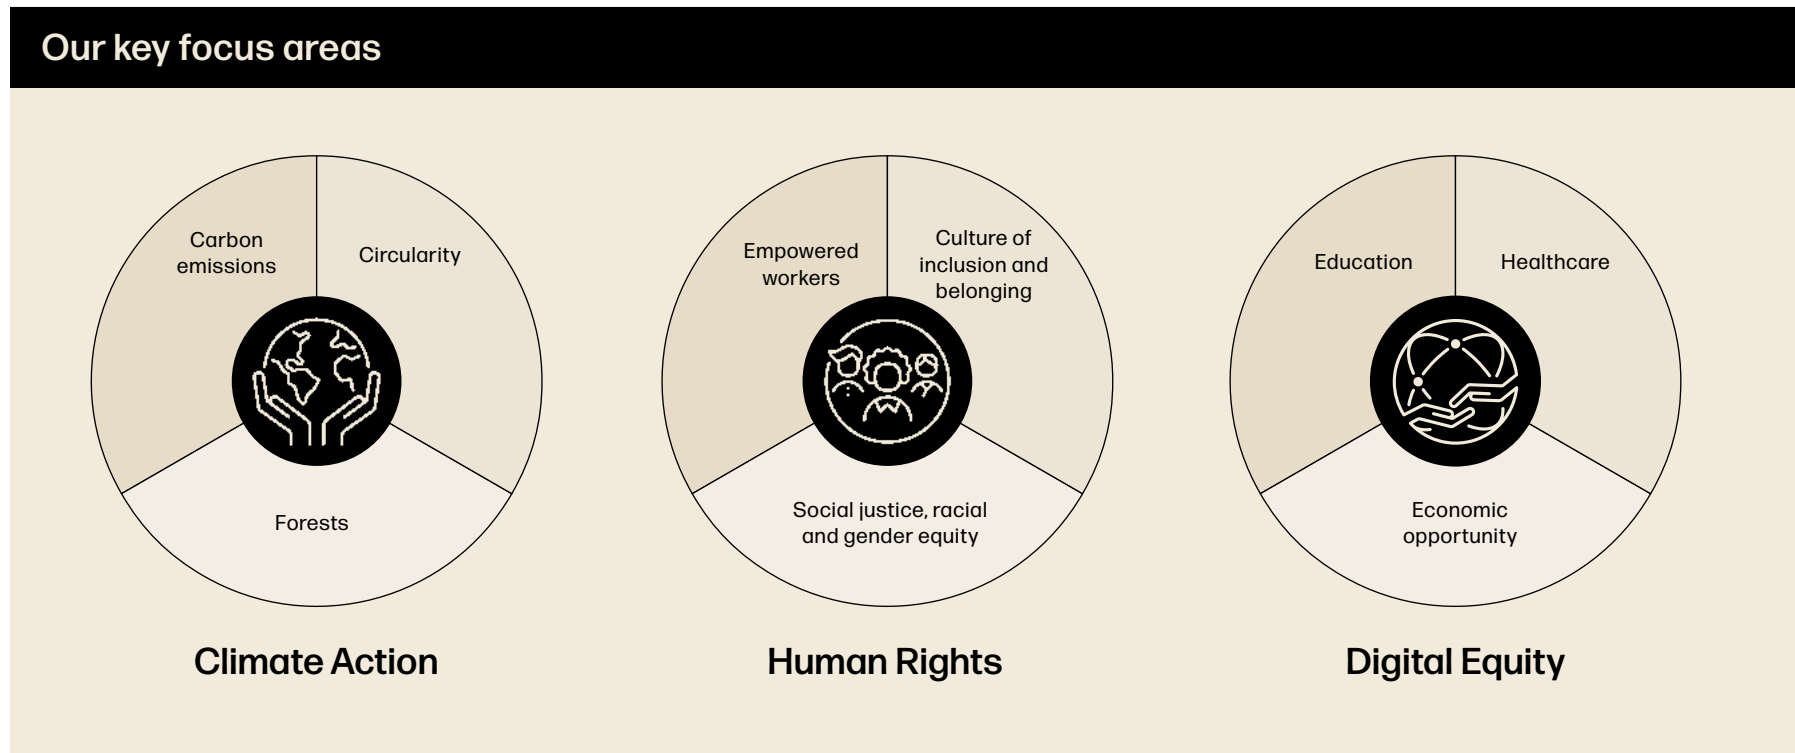 Our key focus areas
Carbon
emissions
Circularity
Forests
Climate Action
Empowered
workers
Culture of
inclusion and
belonging
Social justice, racial
and gender equity
Human Rights
Education
Healthcare
Economic
opportunity
Digital Equity